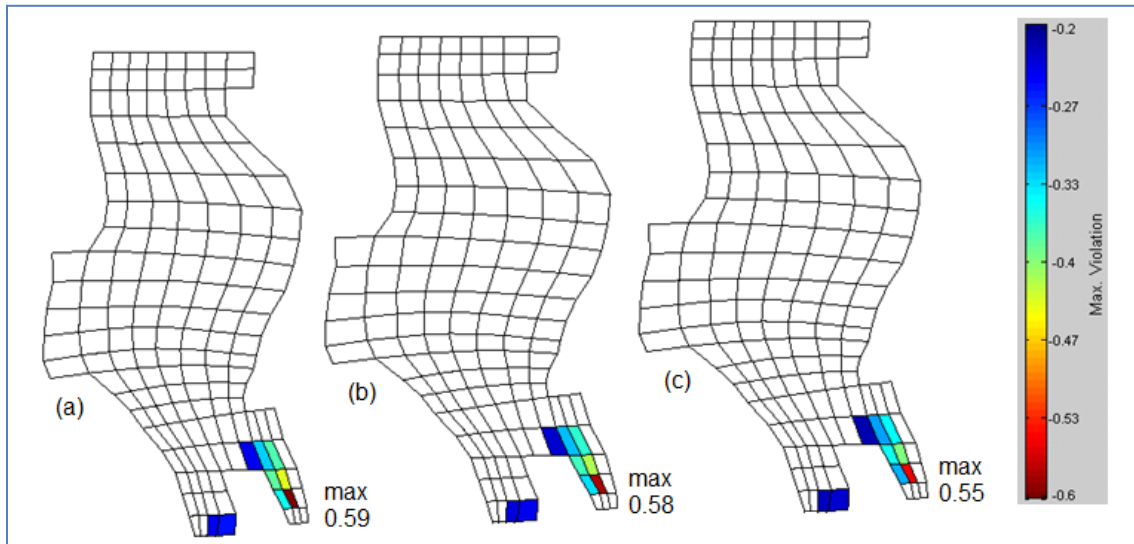 (a)
max
0.59
(b)
max
0.58
(c)
max
0.55
-0.2
-0.27
-0.33
-0.4
-0.47
-0.53
-0.6
Max. Violation